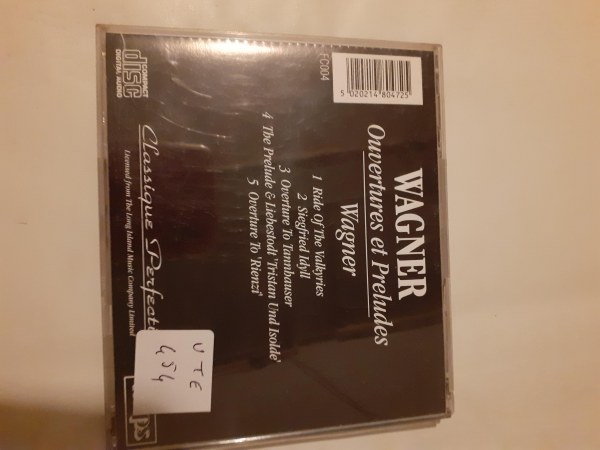 WAGNER
Ouvertures et Preludes
Wagner
1 Ride Of The Valkyries
2 Siegfried Idyll
3 Overture To Tannhauser
4 The Prelude & Liebestodt 'Tristan Und Isolde'
5 Overture To 'Rienzi'
Classique Perfecti
Licensed from The Long Island Music Company Limited
COMPACT
disc
DIGITAL AUDIO
FC004
5 020214 804725
UTE
454